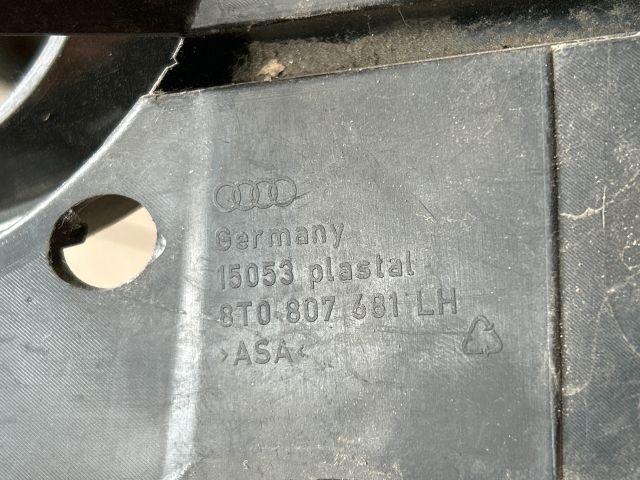 Germany
15053 plastal
8T0 807 681 LH
>ASA<